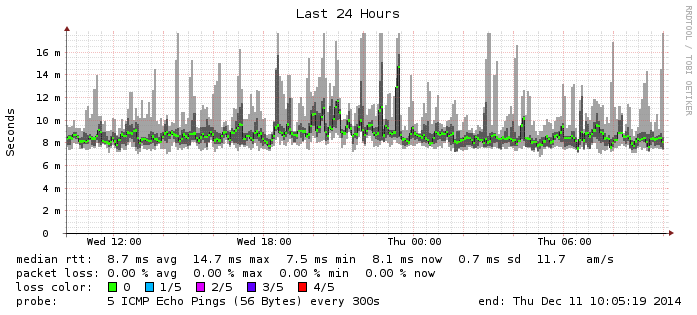 Last 24 Hours
RRDTOOL / TOBI OETIKER
Seconds
16 m
14 m
12 m
10 m
8 m
6 m
4 m
2 m
0
Wed 12:00 Wed 18:00 Thu 00:00 Thu 06:00
median rtt: 8.7 ms avg 14.7 ms max 7.5 ms min 8.1 ms now 0.7 ms sd 11.7 am/s
packet loss: 0.00 % avg 0.00 % max 0.00 % min 0.00 % now
loss color: 0 1/5 2/5 3/5 4/5
probe: 5 ICMP Echo Pings (56 Bytes) every 300s end: Thu Dec 11 10:05:19 2014